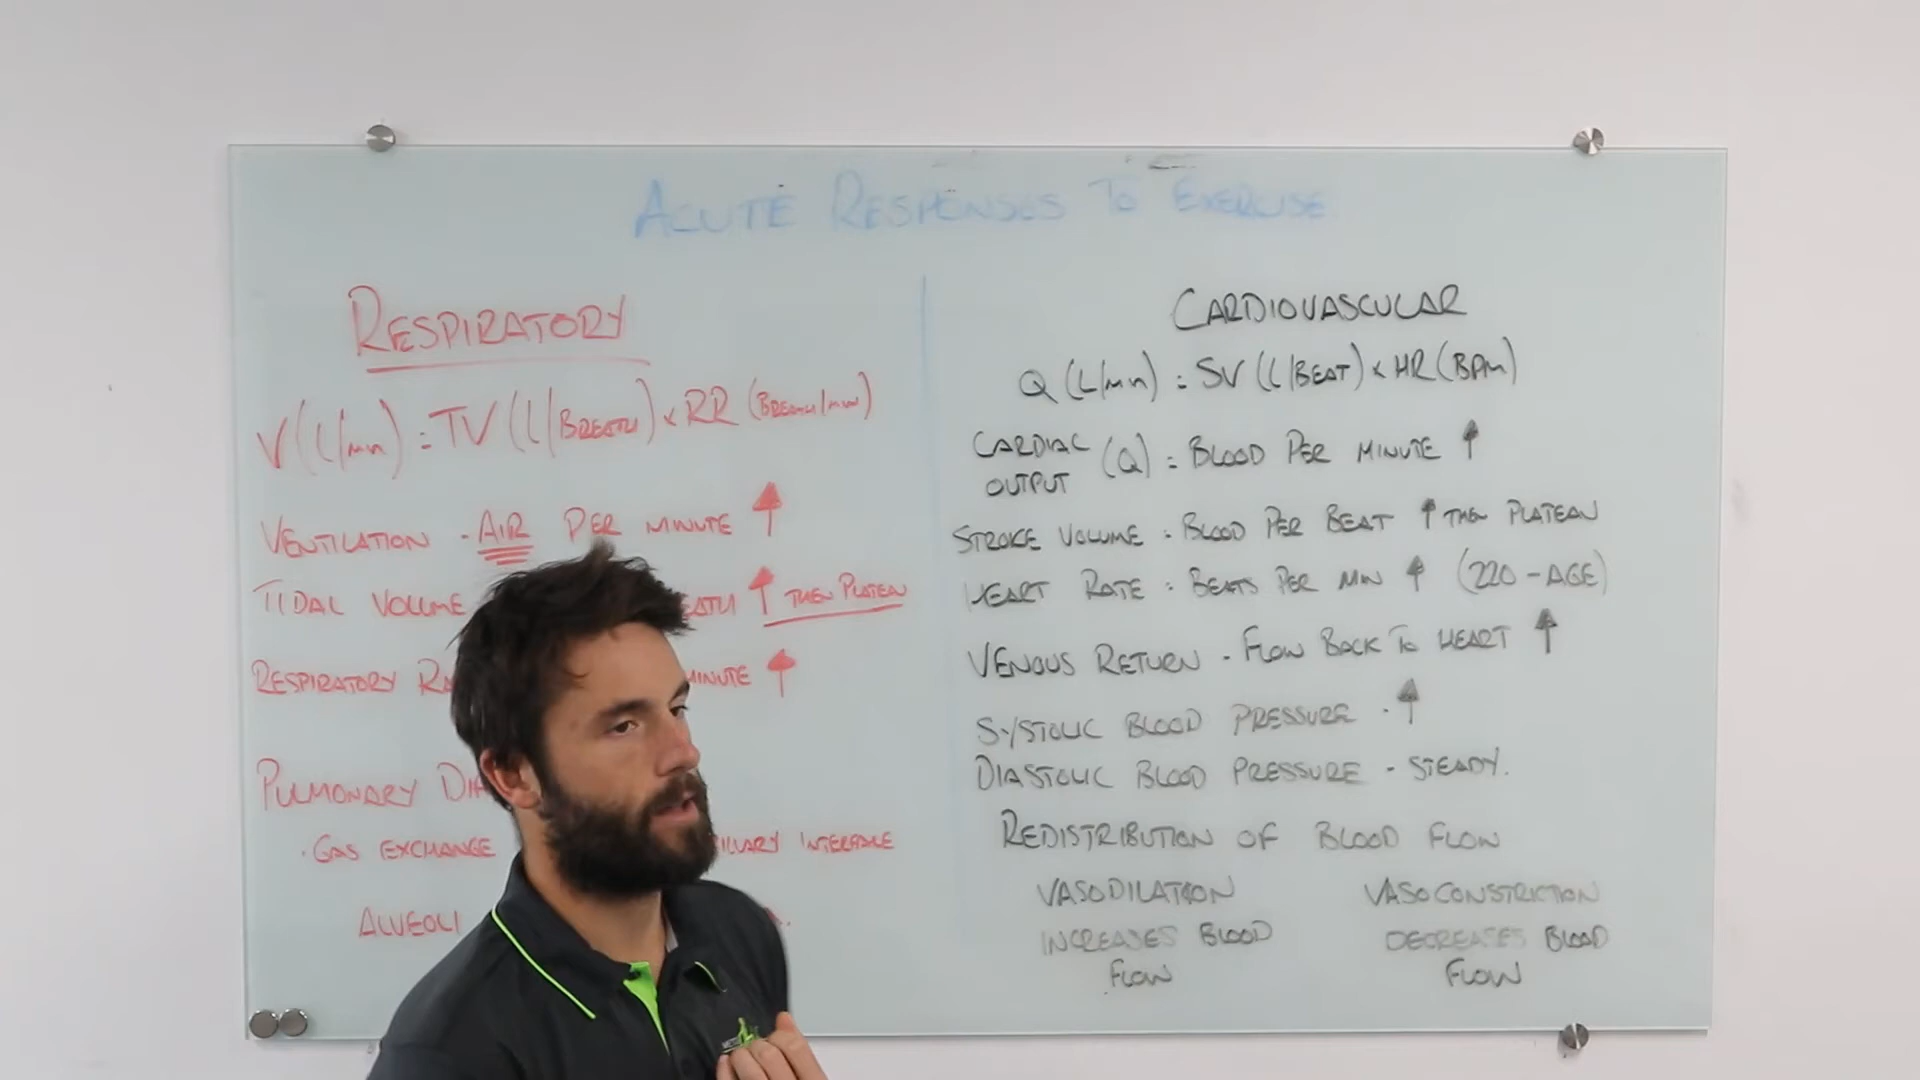 ACUTE RESPONSES TO EXERCISE
RESPIRATORY
V (L/min) = TV (L/BREATH) x RR (BREATH/MIN)
VENTILATION - AIR PER MINUTE ↑
TIDAL VOLUME ↑ THEN PLATEAU
RESPIRATORY MINUTE ↑
PULMONARY
• GAS EXCHANGE INTERFACE
ALVEOLI
CARDIOVASCULAR
Q (L/min) = SV (L/BEAT) x HR (BPM)
CARDIAC OUTPUT (Q) = BLOOD PER MINUTE ↑
STROKE VOLUME = BLOOD PER BEAT ↑ THEN PLATEAU
HEART RATE = BEATS PER MIN ↑ (220 - AGE)
VENOUS RETURN - FLOW BACK TO HEART ↑
SYSTOLIC BLOOD PRESSURE - ↑
DIASTOLIC BLOOD PRESSURE - STEADY.
REDISTRIBUTION OF BLOOD FLOW
VASODILATION
INCREASES BLOOD
FLOW
VASOCONSTRICTION
DECREASES BLOOD
FLOW